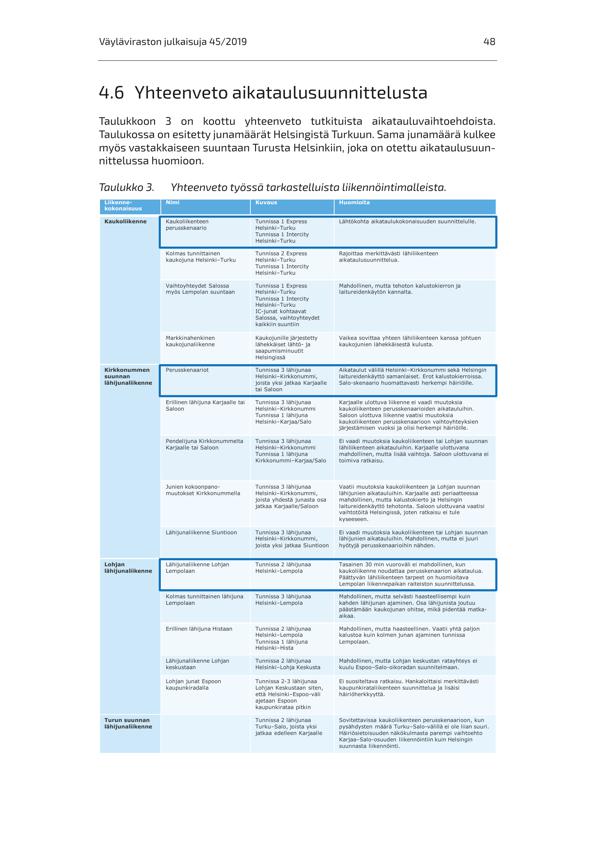 Väyläviraston julkaisuja 45/2019 48
4.6 Yhteenveto aikataulusuunnittelusta
Taulukkoon 3 on koottu yhteenveto tutkituista aikatauluvaihtoehdoista.
Taulukossa on esitetty junamäärät Helsingistä Turkuun. Sama junamäärä kulkee
myös vastakkaiseen suuntaan Turusta Helsinkiin, joka on otettu aikataulusuun-
nittelussa huomioon.
Taulukko 3. Yhteenveto työssä tarkastelluista liikennöintimalleista.
Liikenne-
kokonaisuus
Nimi
Kuvaus
Huomioita
Kaukoliikenne
Kaukoliikenteen
perusskenaario
Tunnissa 1 Express
Helsinki–Turku
Tunnissa 1 Intercity
Helsinki–Turku
Lähtökohta aikataulukokonaisuuden suunnittelulle.
Kolmas tunnittainen
kaukojuna Helsinki–Turku
Tunnissa 2 Express
Helsinki–Turku
Tunnissa 1 Intercity
Helsinki–Turku
Rajoittaa merkittävästi lähiliikenteen
aikataulusuunnittelua.
Vaihtoyhteydet Salossa
myös Lempolan suuntaan
Tunnissa 1 Express
Helsinki–Turku
Tunnissa 1 Intercity
Helsinki–Turku
IC-junat kohtaavat
Salossa, vaihtoyhteydet
kaikkiin suuntiin
Mahdollinen, mutta tehoton kalustokierron ja
laitureidenkäytön kannalta.
Markkinahenkinen
kaukojunaliikenne
Kaukojunille järjestetty
lähekkäiset lähtö- ja
saapumisminuutit
Helsingissä
Vaikea sovittaa yhteen lähiliikenteen kanssa johtuen
kaukojunien lähekkäisestä kulusta.
Kirkkonummen
suunnan
lähijunaliikenne
Perusskenaariot
Tunnissa 3 lähijunaa
Helsinki–Kirkkonummi,
joista yksi jatkaa Karjaalle
tai Saloon
Aikataulut välillä Helsinki–Kirkkonummi sekä Helsingin
laitureidenkäyttö samanlaiset. Erot kalustokierroissa.
Salo-skenaario huomattavasti herkempi häiriöille.
Erillinen lähijuna Karjaalle tai
Saloon
Tunnissa 3 lähijunaa
Helsinki–Kirkkonummi
Tunnissa 1 lähijuna
Helsinki–Karjaa/Salo
Karjaalle ulottuva liikenne ei vaadi muutoksia
kaukoliikenteen perusskenaarioiden aikatauluihin.
Saloon ulottuva liikenne vaatisi muutoksia
kaukoliikenteen perusskenaarioon vaihtoyhteyksien
järjestämisen vuoksi ja olisi herkempi häiriöille.
Pendelijuna Kirkkonummelta
Karjaalle tai Saloon
Tunnissa 3 lähijunaa
Helsinki–Kirkkonummi
Tunnissa 1 lähijuna
Kirkkonummi–Karjaa/Salo
Ei vaadi muutoksia kaukoliikenteen tai Lohjan suunnan
lähijunien aikatauluihin. Karjaalle ulottuvana
mahdollinen, mutta lisää vaihtoja. Saloon ulottuvana ei
toimiva ratkaisu.
Junien kokoonpano-
muutokset Kirkkonummella
Tunnissa 3 lähijunaa
Helsinki–Kirkkonummi,
joista yhdestä junasta osa
jatkaa Karjaalle/Saloon
Vaatii muutoksia kaukoliikenteen ja Lohjan suunnan
lähijunien aikatauluihin. Karjaalle asti periaatteessa
mahdollinen, mutta kalustokierto ja Helsingin
laitureidenkäyttö tehotonta. Saloon ulottuvana vaatisi
vaihtotöitä Helsingissä, joten ratkaisu ei tule
kyseeseen.
Lähijunaliikenne Siuntioon
Tunnissa 3 lähijunaa
Helsinki–Kirkkonummi,
joista yksi jatkaa Siuntioon
Ei vaadi muutoksia kaukoliikenteen tai Lohjan suunnan
lähijunien aikatauluihin. Mahdollinen, mutta ei juuri
hyötyjä perusskenaarioihin nähden.
Lohjan
lähijunaliikenne
Lähijunaliikenne Lohjan
Lempolaan
Tunnissa 2 lähijunaa
Helsinki–Lempola
Tasainen 30 min vuoroväli ei mahdollinen, kun
kaukoliikenne noudattaa perusskenaarion aikataulua.
Päättyvän lähiliikenteen tarpeet on huomioitava
Lempolan liikennepaikan raiteiston suunnittelussa.
Kolmas tunnittainen lähijuna
Lempolaan
Tunnissa 3 lähijunaa
Helsinki–Lempola
Mahdollinen, mutta selvästi haasteellisempi kuin
kahden lähijunan ajaminen. Osa lähijunista joutuu
päästämään kaukojunan ohitse, mikä pidentää matka-
aikaa.
Erillinen lähijuna Histaan
Tunnissa 2 lähijunaa
Helsinki–Lempola
Tunnissa 1 lähijuna
Helsinki–Hista
Mahdollinen, mutta haasteellinen. Vaatii yhtä paljon
kalustoa kuin kolmen junan ajaminen tunnissa
Lempolaan.
Lähijunaliikenne Lohjan
keskustaan
Tunnissa 2 lähijunaa
Helsinki–Lohja Keskusta
Mahdollinen, mutta Lohjan keskustan ratayhteys ei
kuulu Espoo–Salo-oikoradan suunnitelmaan.
Lohjan junat Espoon
kaupunkiradalla
Tunnissa 2-3 lähijunaa
Lohjan Keskustaan siten,
että Helsinki–Espoo-väli
ajetaan Espoon
kaupunkirataa pitkin
Ei suositeltava ratkaisu. Hankaloittaisi merkittävästi
kaupunkirataliikenteen suunnittelua ja lisäisi
häiriöherkkyyttä.
Turun suunnan
lähijunaliikenne
Tunnissa 2 lähijunaa
Turku–Salo, joista yksi
jatkaa edelleen Karjaalle
Sovitettavissa kaukoliikenteen perusskenaarioon, kun
pysähdysten määrä Turku–Salo-välillä ei ole liian suuri.
Häiriösietoisuuden näkökulmasta parempi vaihtoehto
Karjaa–Salo-osuuden liikennöintiin kuin Helsingin
suunnasta liikennöinti.